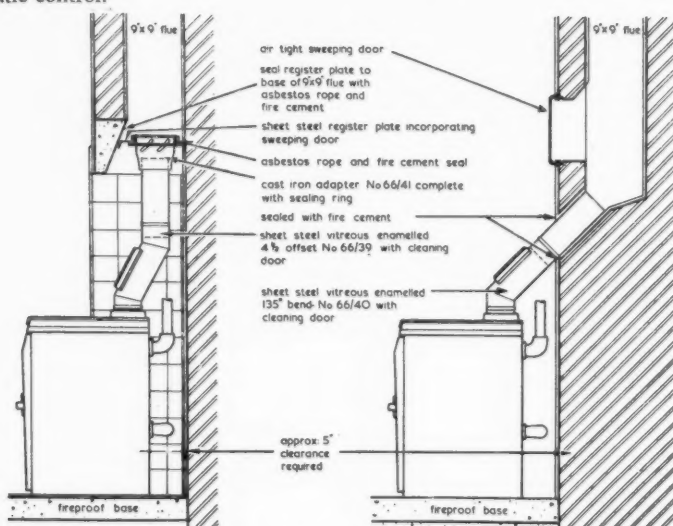 9"x 9" flue
9"x 9" flue
air tight sweeping door
seal register plate to
base of 9"x9" flue with
asbestos rope and
fire cement
sheet steel register plate incorporating
sweeping door
asbestos rope and fire cement seal
cast iron adapter No 66/41 complete
with sealing ring
sealed with fire cement
sheet steel vitreous enamelled
4½ offset No 66/39 with cleaning
door
sheet steel vitreous enamelled
135° bend- No 66/40 with
cleaning door
approx: 5"
clearance
required
fireproof base
fireproof base